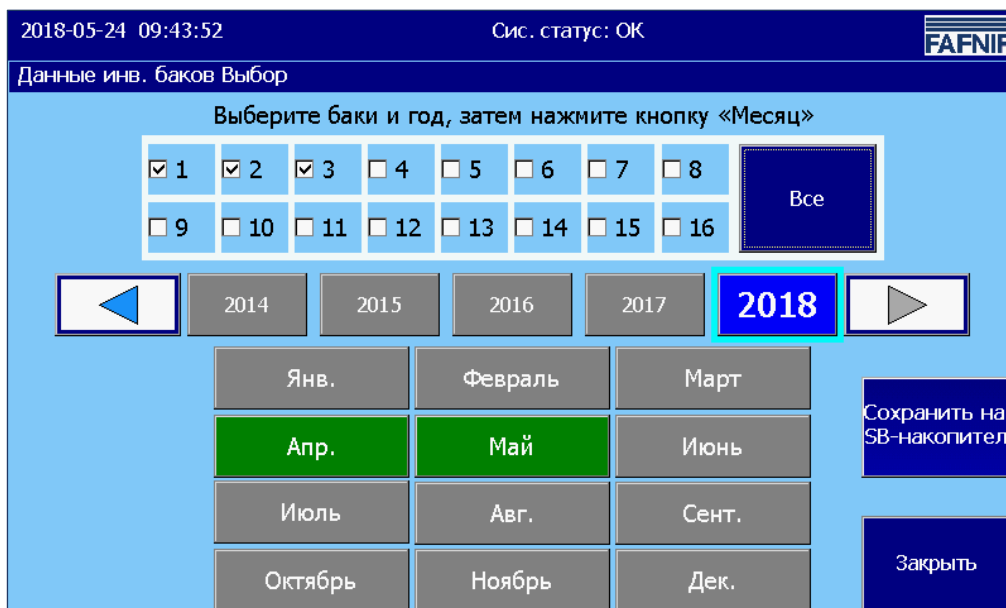 2018-05-24 09:43:52 Сис. статус: ОК
FAFNIR
Данные инв. баков Выбор
Выберите баки и год, затем нажмите кнопку «Месяц»
1 2 3 4 5 6 7 8
Все
9 10 11 12 13 14 15 16
2014 2015 2016 2017 2018
Янв. Февраль Март
Сохранить на
SB-накопител
Апр. Май Июнь
Июль Авг. Сент.
Октябрь Ноябрь Дек.
Закрыть